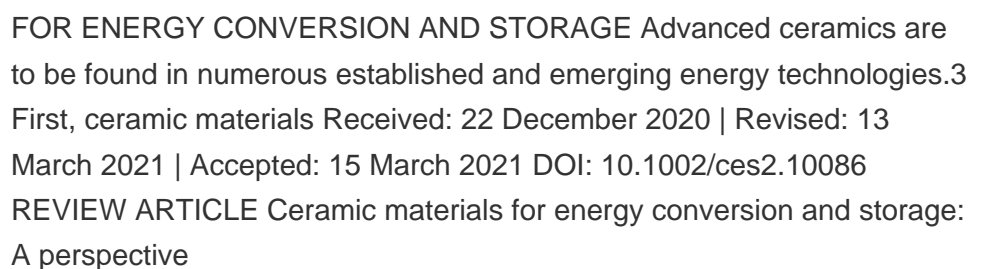 FOR ENERGY CONVERSION AND STORAGE Advanced ceramics are
to be found in numerous established and emerging energy technologies.3
First, ceramic materials Received: 22 December 2020 | Revised: 13
March 2021 | Accepted: 15 March 2021 DOI: 10.1002/ces2.10086
REVIEW ARTICLE Ceramic materials for energy conversion and storage:
A perspective